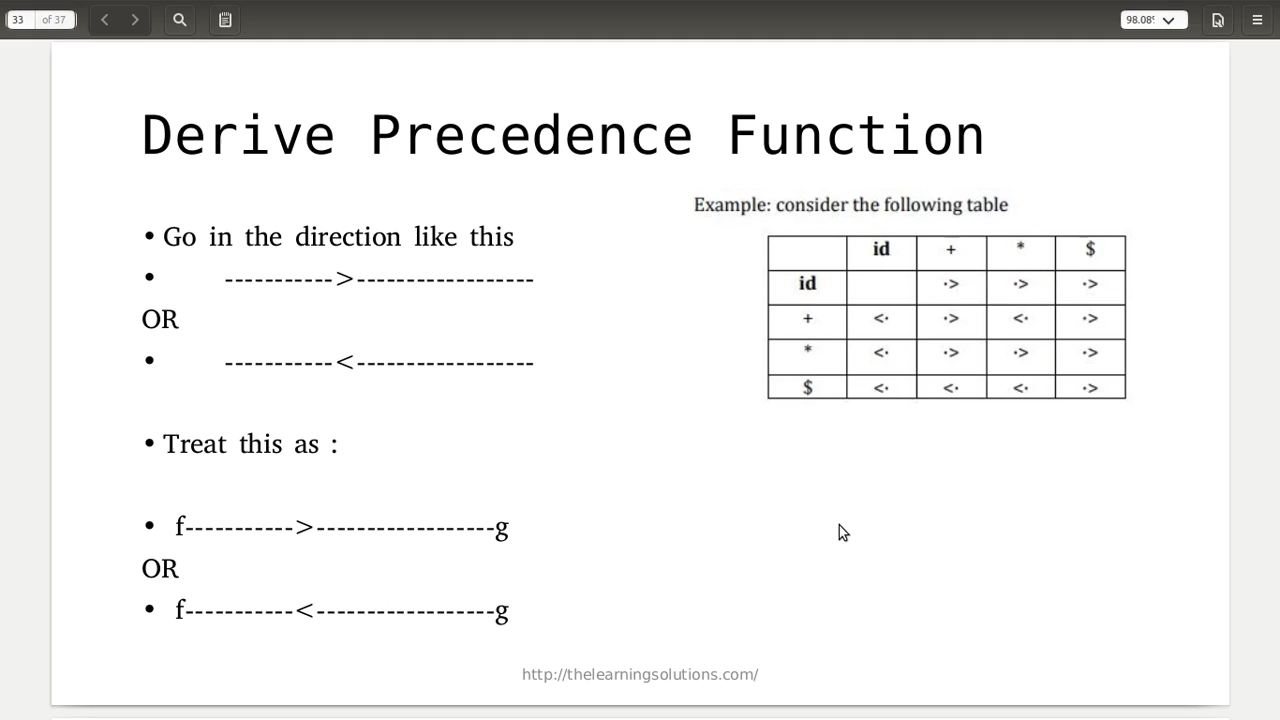 33 of 37
98.08%
Derive Precedence Function
• Go in the direction like this
• ----------->------------------
OR
• -----------<------------------
• Treat this as :
• f----------->------------------g
OR
• f-----------<------------------g
Example: consider the following table
id + * $
id ·> ·> ·>
+ <· ·> <· ·>
* <· ·> ·> ·>
$ <· <· <· ·>
http://thelearningsolutions.com/